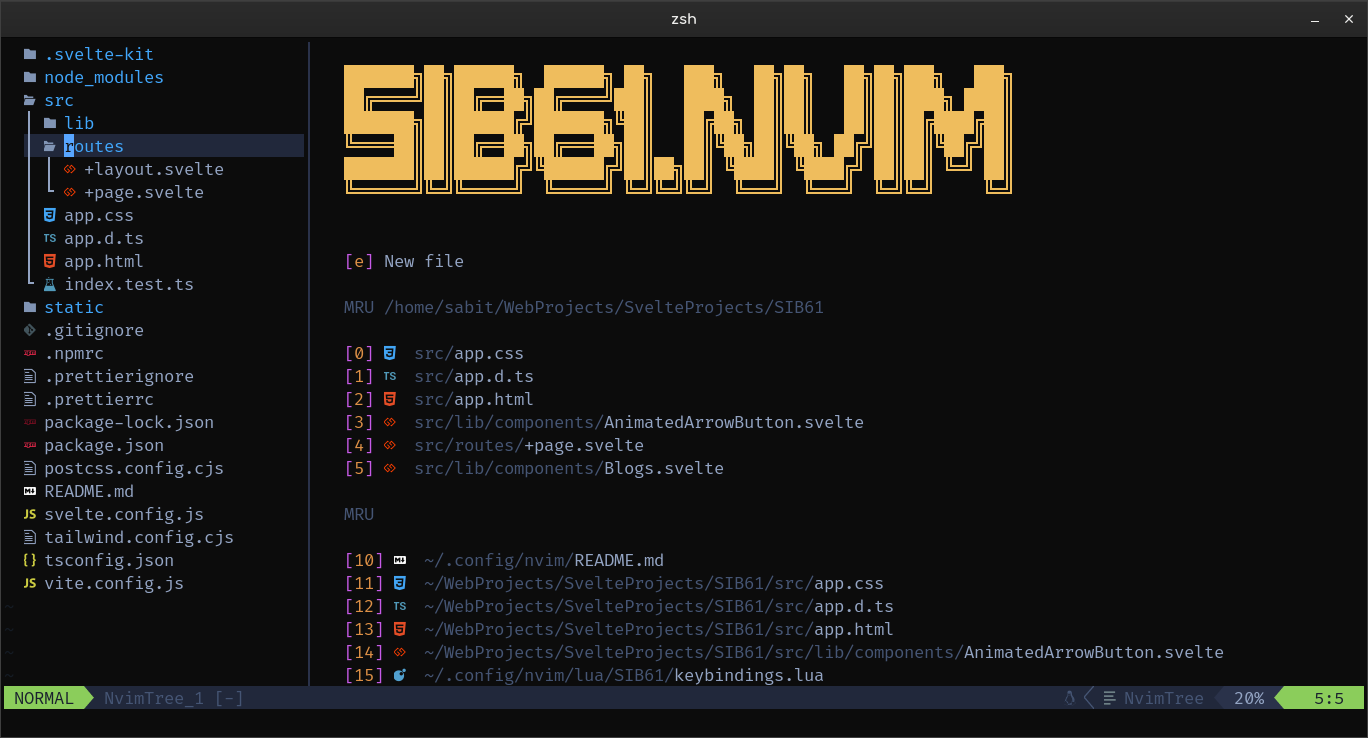 zsh
.svelte-kit
node_modules
src
lib
routes
+layout.svelte
+page.svelte
app.css
TS app.d.ts
app.html
index.test.ts
static
.gitignore
.npmrc
.prettierignore
.prettierrc
package-lock.json
package.json
postcss.config.cjs
README.md
JS svelte.config.js
tailwind.config.cjs
{} tsconfig.json
JS vite.config.js
~
~
~
~
SIB61.NVIM
[e] New file
MRU /home/sabit/WebProjects/SvelteProjects/SIB61
[0] src/app.css
[1] TS src/app.d.ts
[2] src/app.html
[3] src/lib/components/AnimatedArrowButton.svelte
[4] src/routes/+page.svelte
[5] src/lib/components/Blogs.svelte
MRU
[10] ~/.config/nvim/README.md
[11] ~/WebProjects/SvelteProjects/SIB61/src/app.css
[12] TS ~/WebProjects/SvelteProjects/SIB61/src/app.d.ts
[13] ~/WebProjects/SvelteProjects/SIB61/src/app.html
[14] ~/WebProjects/SvelteProjects/SIB61/src/lib/components/AnimatedArrowButton.svelte
[15] ~/.config/nvim/lua/SIB61/keybindings.lua
NORMAL NvimTree_1 [-] NvimTree 20% 5:5